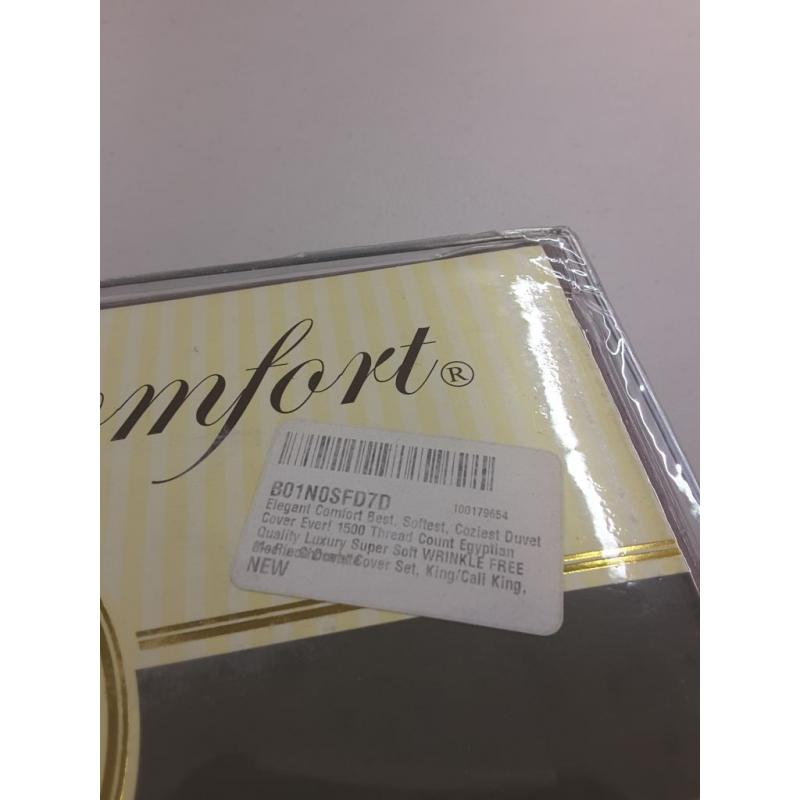 omfort®
B01N0SFD7D 100179654
Elegant Comfort Best, Softest, Coziest Duvet
Cover Ever! 1500 Thread Count Egyptian
Quality Luxury Super Soft WRINKLE FREE
Cover Set, King/Cali King,
NEW